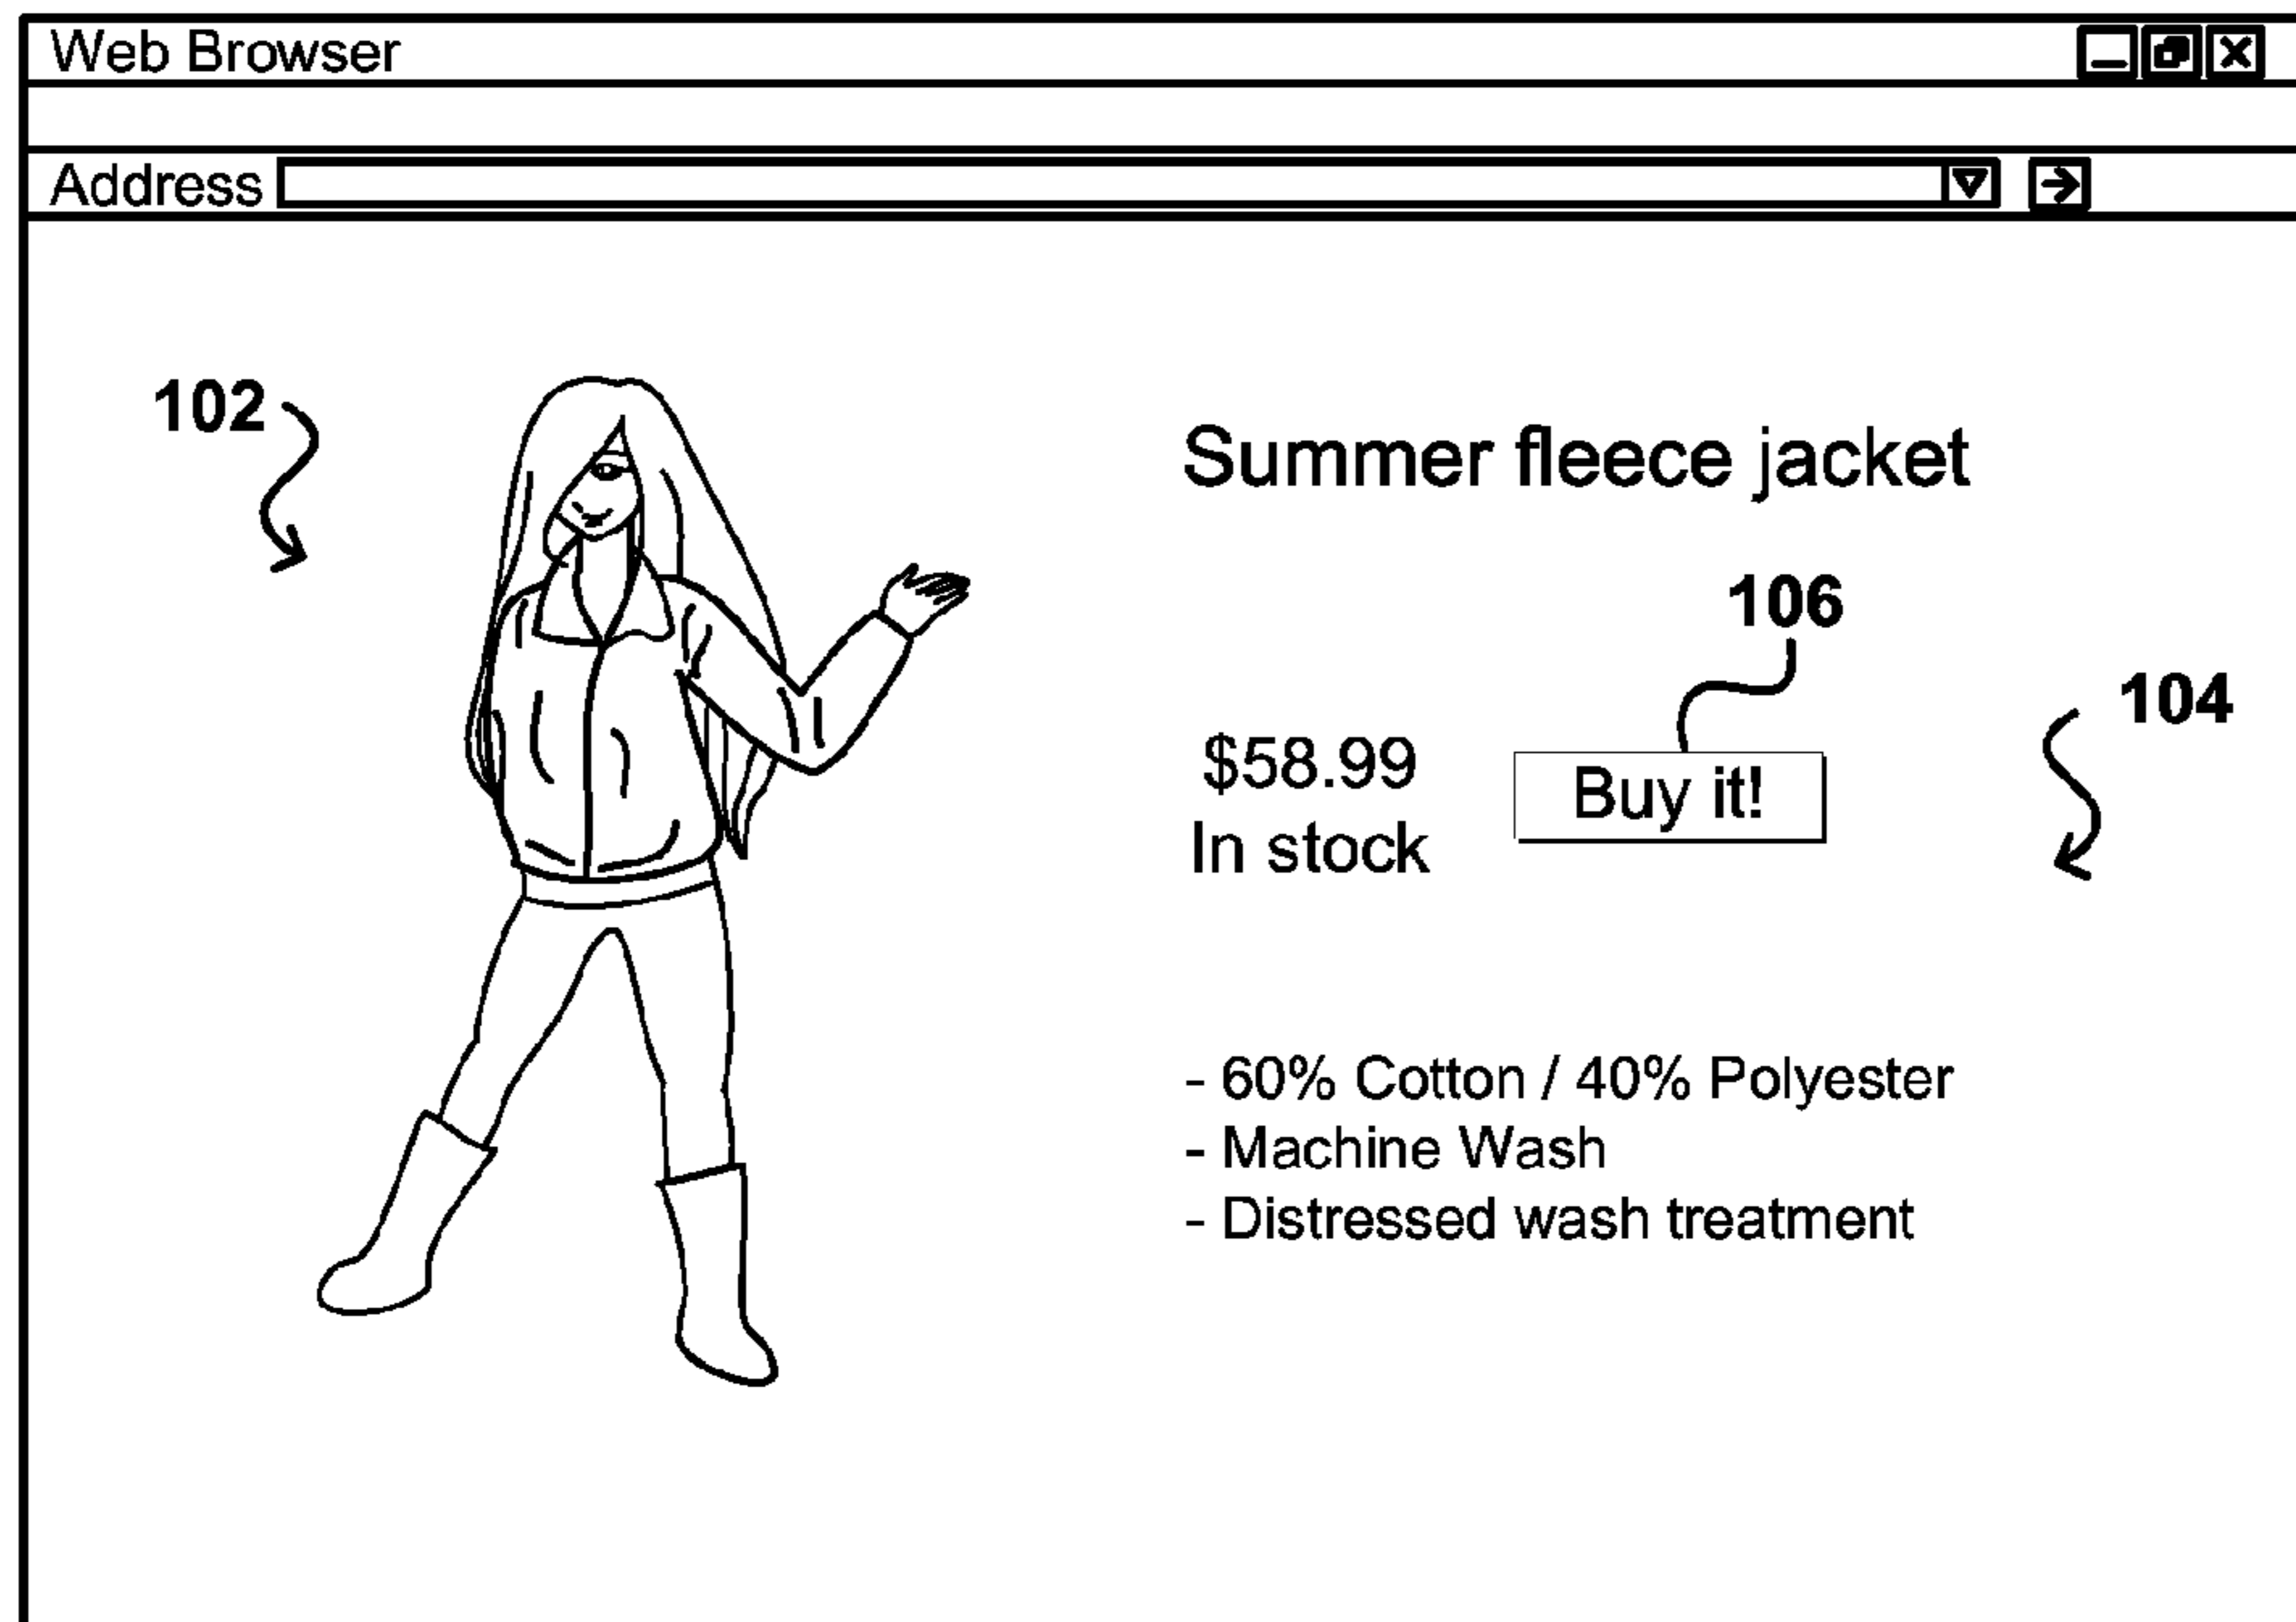 Web Browser
Address
102
Summer fleece jacket
106
104
$58.99
Buy it!
In stock
- 60% Cotton / 40% Polyester
- Machine Wash
- Distressed wash treatment